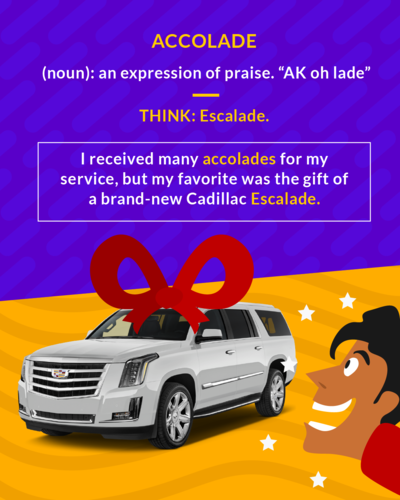 ACCOLADE
(noun): an expression of praise. “AK oh lade”
THINK: Escalade.
I received many accolades for my
service, but my favorite was the gift of
a brand-new Cadillac Escalade.